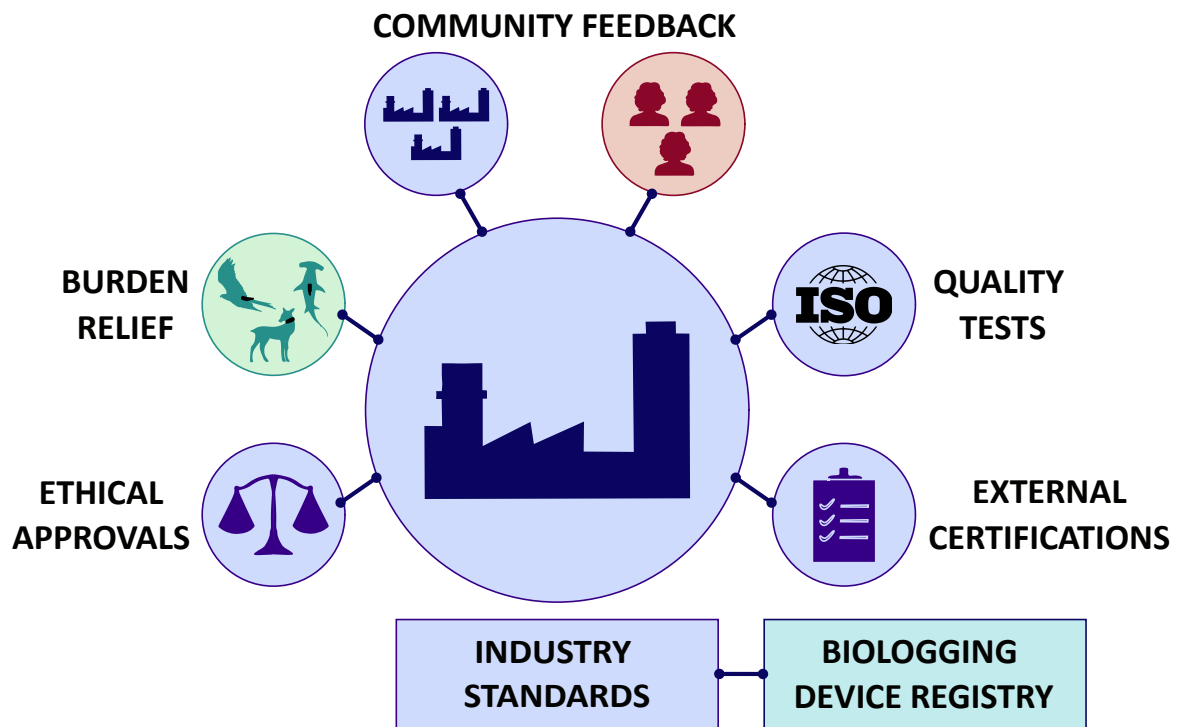 COMMUNITY FEEDBACK
BURDEN
RELIEF
ISO
QUALITY
TESTS
ETHICAL
APPROVALS
EXTERNAL
CERTIFICATIONS
INDUSTRY
STANDARDS
BIOLOGGING
DEVICE REGISTRY